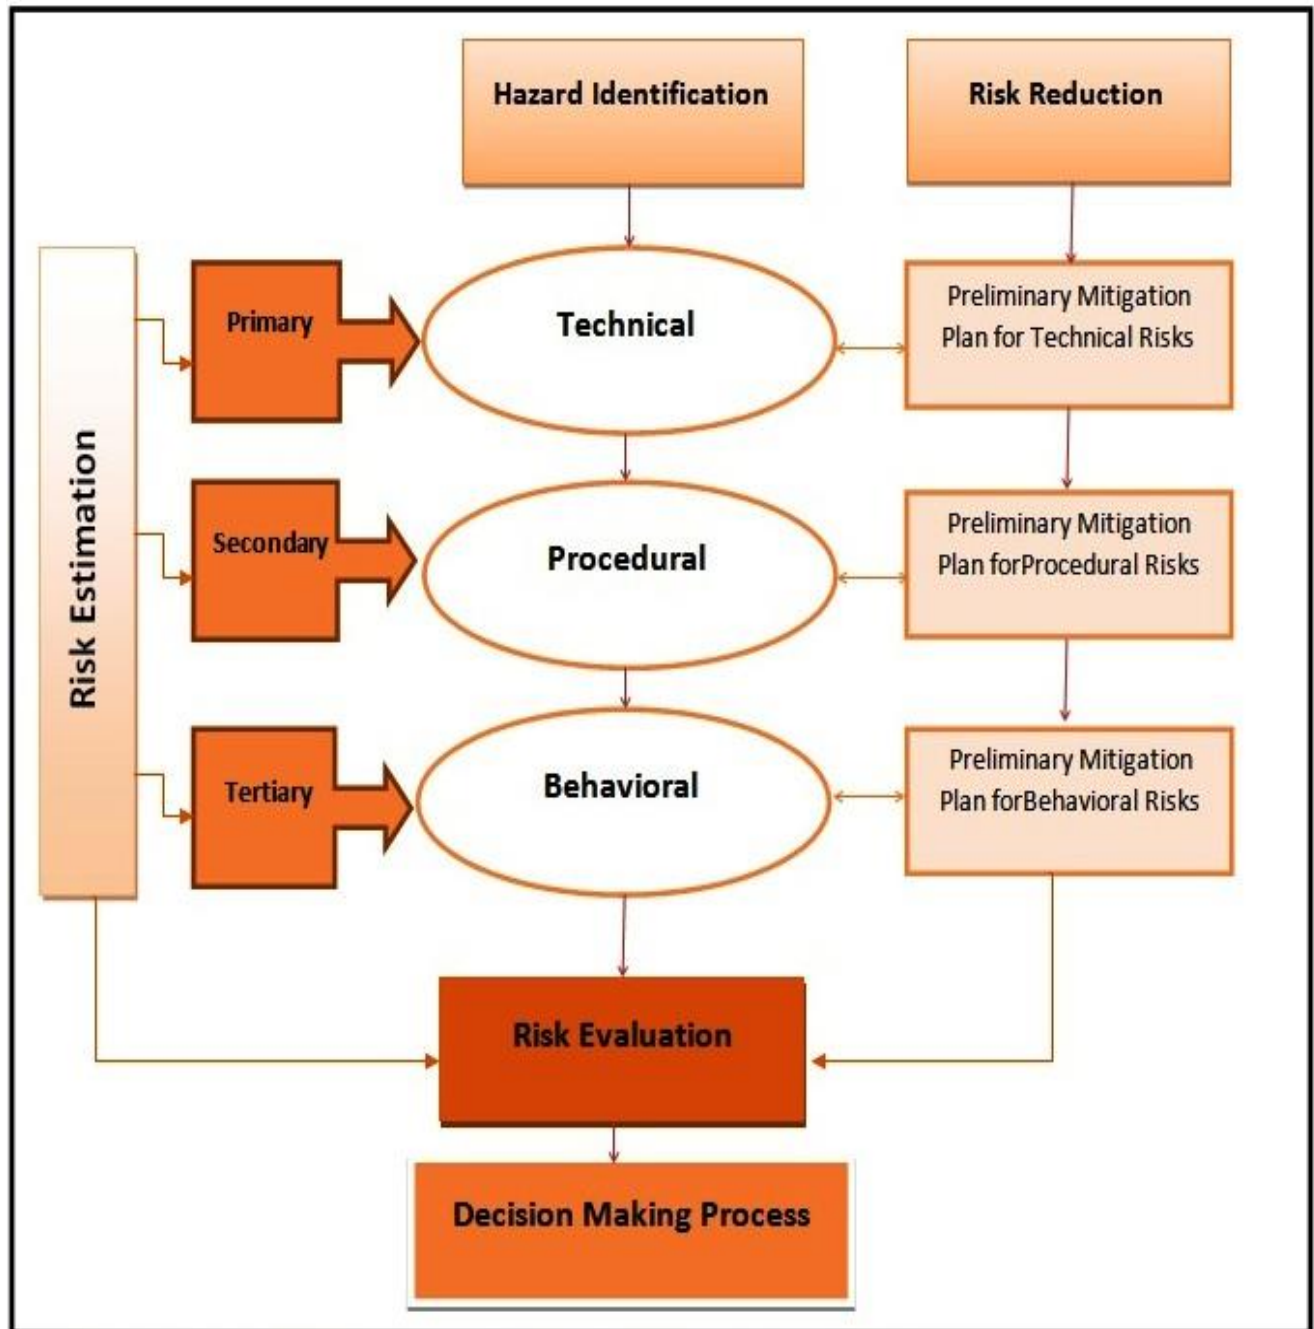 Hazard Identification
Risk Reduction
Risk Estimation
Primary
Technical
Preliminary Mitigation
Plan for Technical Risks
Secondary
Procedural
Preliminary Mitigation
Plan forProcedural Risks
Tertiary
Behavioral
Preliminary Mitigation
Plan forBehavioral Risks
Risk Evaluation
Decision Making Process